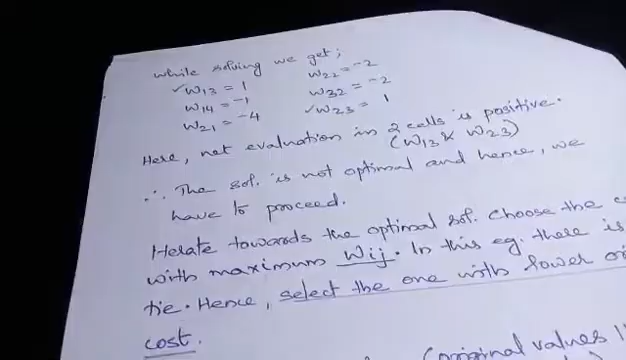 while solving we get;
✓W13 = 1 W22 = -2
W14 = -1 W32 = -2
W21 = -4 ✓W23 = 1
Here, net evaluation in 2 cells is positive.
(W13 & W23)
∴ The sol. is not optimal and hence, we
have to proceed.
Iterate towards the optimal sol. Choose the
with maximum Wij. In this eg. there is
tie. Hence, select the one with lower
cost.
(original values